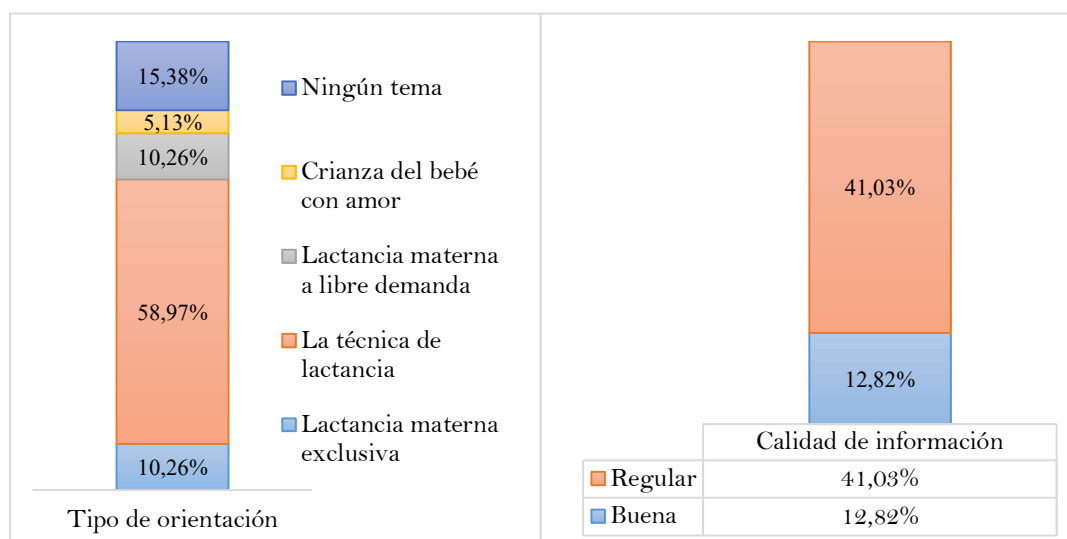 15,38%
5,13%
10,26%
58,97%
10,26%
Tipo de orientación
Ningún tema
Crianza del bebé
con amor
Lactancia materna
a libre demanda
La técnica de
lactancia
Lactancia materna
exclusiva
41,03%
12,82%
Calidad de información
Regular 41,03%
Buena 12,82%